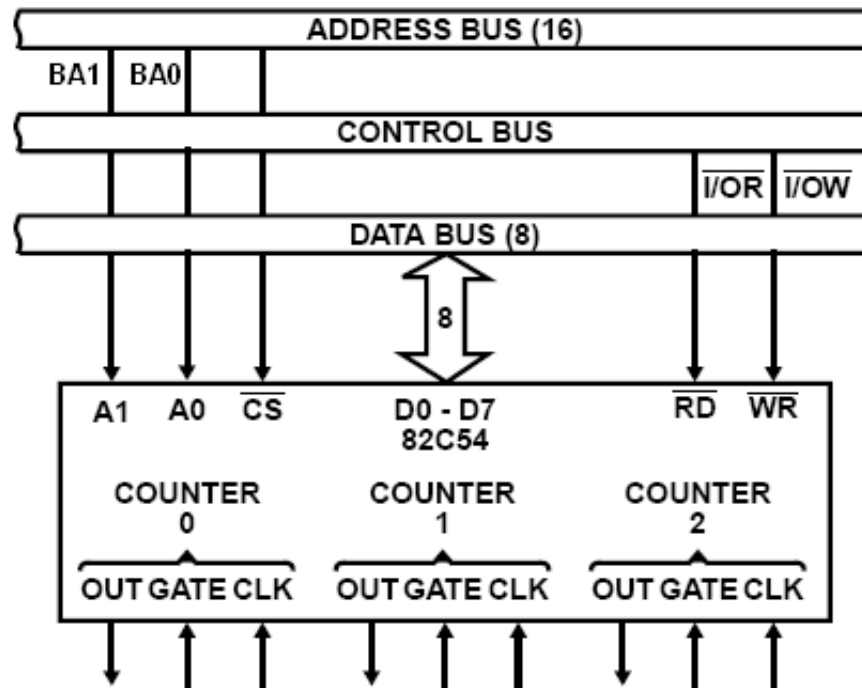 ADDRESS BUS (16)
BA1 BA0
CONTROL BUS
I/OR I/OW
DATA BUS (8)
8
A1 A0 CS D0 - D7 RD WR
82C54
COUNTER COUNTER COUNTER
0 1 2
OUT GATE CLK OUT GATE CLK OUT GATE CLK